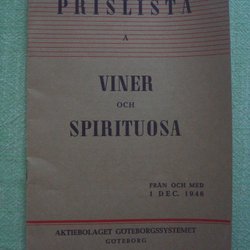 PRISLISTA
A
VINER
OCH
SPIRITUOSA
FRÅN OCH MED
1 DEC. 1946
AKTIEBOLAGET GÖTEBORGSSYSTEMET
GÖTEBORG